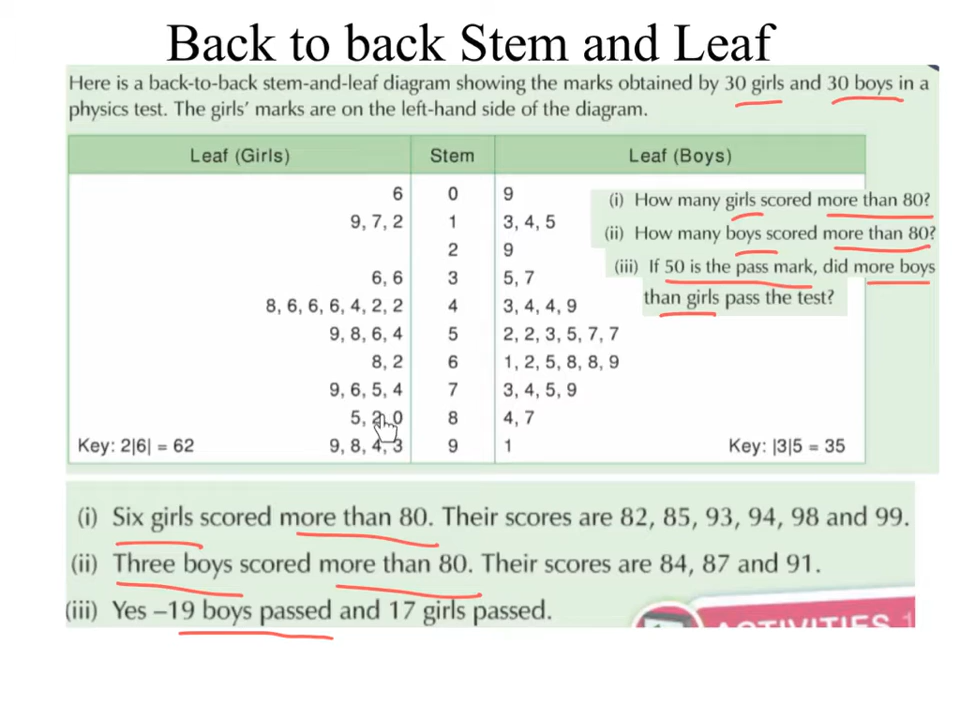 Back to back Stem and Leaf
Here is a back-to-back stem-and-leaf diagram showing the marks obtained by 30 girls and 30 boys in a
physics test. The girls' marks are on the left-hand side of the diagram.
Leaf (Girls) Stem Leaf (Boys)
6 0 9
9, 7, 2 1 3, 4, 5
2 9
6, 6 3 5, 7
8, 6, 6, 6, 4, 2, 2 4 3, 4, 4, 9
9, 8, 6, 4 5 2, 2, 3, 5, 7, 7
8, 2 6 1, 2, 5, 8, 8, 9
9, 6, 5, 4 7 3, 4, 5, 9
5, 2, 0 8 4, 7
Key: 2|6| = 62 9, 8, 4, 3 9 1 Key: |3|5 = 35
(i) How many girls scored more than 80?
(ii) How many boys scored more than 80?
(iii) If 50 is the pass mark, did more boys
than girls pass the test?
(i) Six girls scored more than 80. Their scores are 82, 85, 93, 94, 98 and 99.
(ii) Three boys scored more than 80. Their scores are 84, 87 and 91.
(iii) Yes –19 boys passed and 17 girls passed.
ACTIVITIES 1